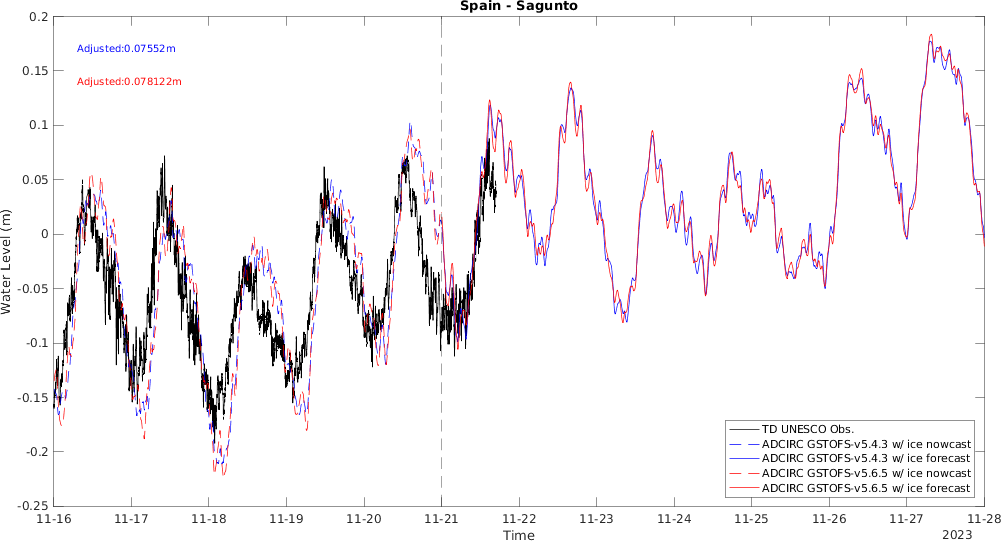 Spain - Sagunto
Adjusted:0.07552m
Adjusted:0.078122m
Water Level (m)
0.2
0.15
0.1
0.05
0
-0.05
-0.1
-0.15
-0.2
-0.25
TD UNESCO Obs.
ADCIRC GSTOFS-v5.4.3 w/ ice nowcast
ADCIRC GSTOFS-v5.4.3 w/ ice forecast
ADCIRC GSTOFS-v5.6.5 w/ ice nowcast
ADCIRC GSTOFS-v5.6.5 w/ ice forecast
11-16 11-17 11-18 11-19 11-20 11-21 11-22 11-23 11-24 11-25 11-26 11-27 11-28
Time
2023